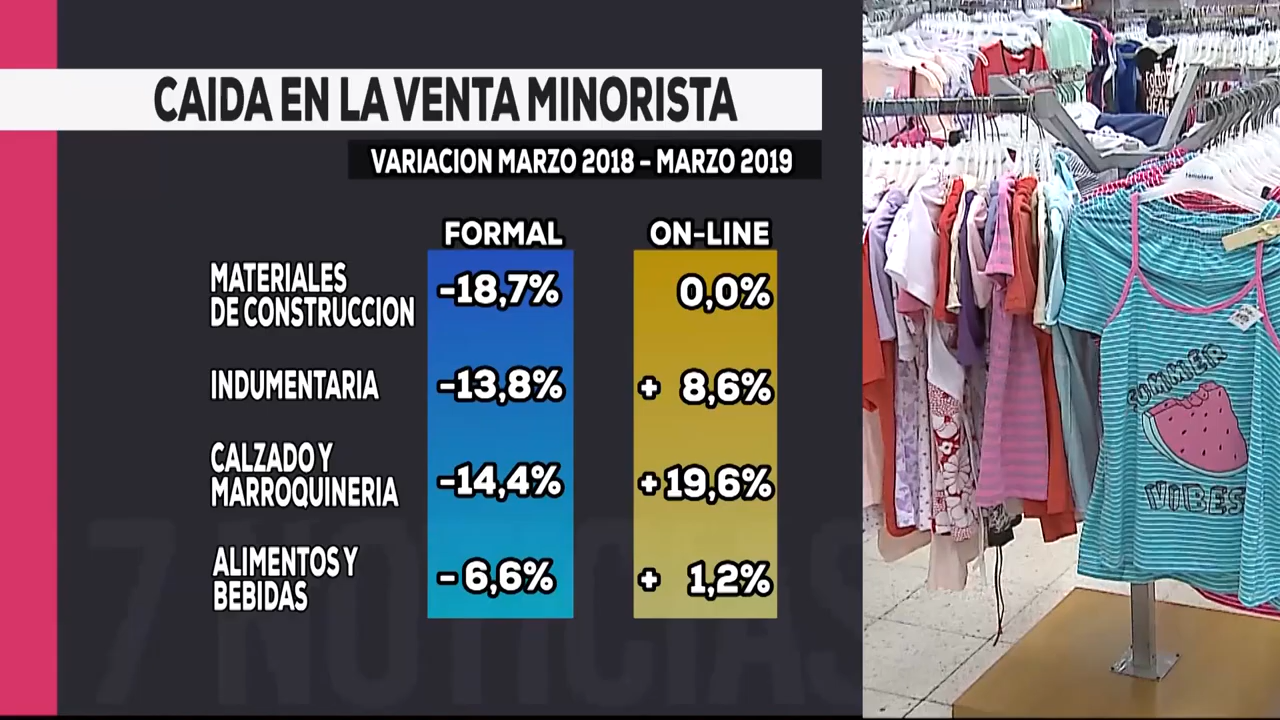 CAIDA EN LA VENTA MINORISTA
VARIACION MARZO 2018 - MARZO 2019
FORMAL ON-LINE
MATERIALES
DE CONSTRUCCION -18,7% 0,0%
INDUMENTARIA -13,8% + 8,6%
CALZADO Y
MARROQUINERIA -14,4% +19,6%
ALIMENTOS Y
BEBIDAS -6,6% + 1,2%
7 NOTICIAS
SUMMER
VIBES